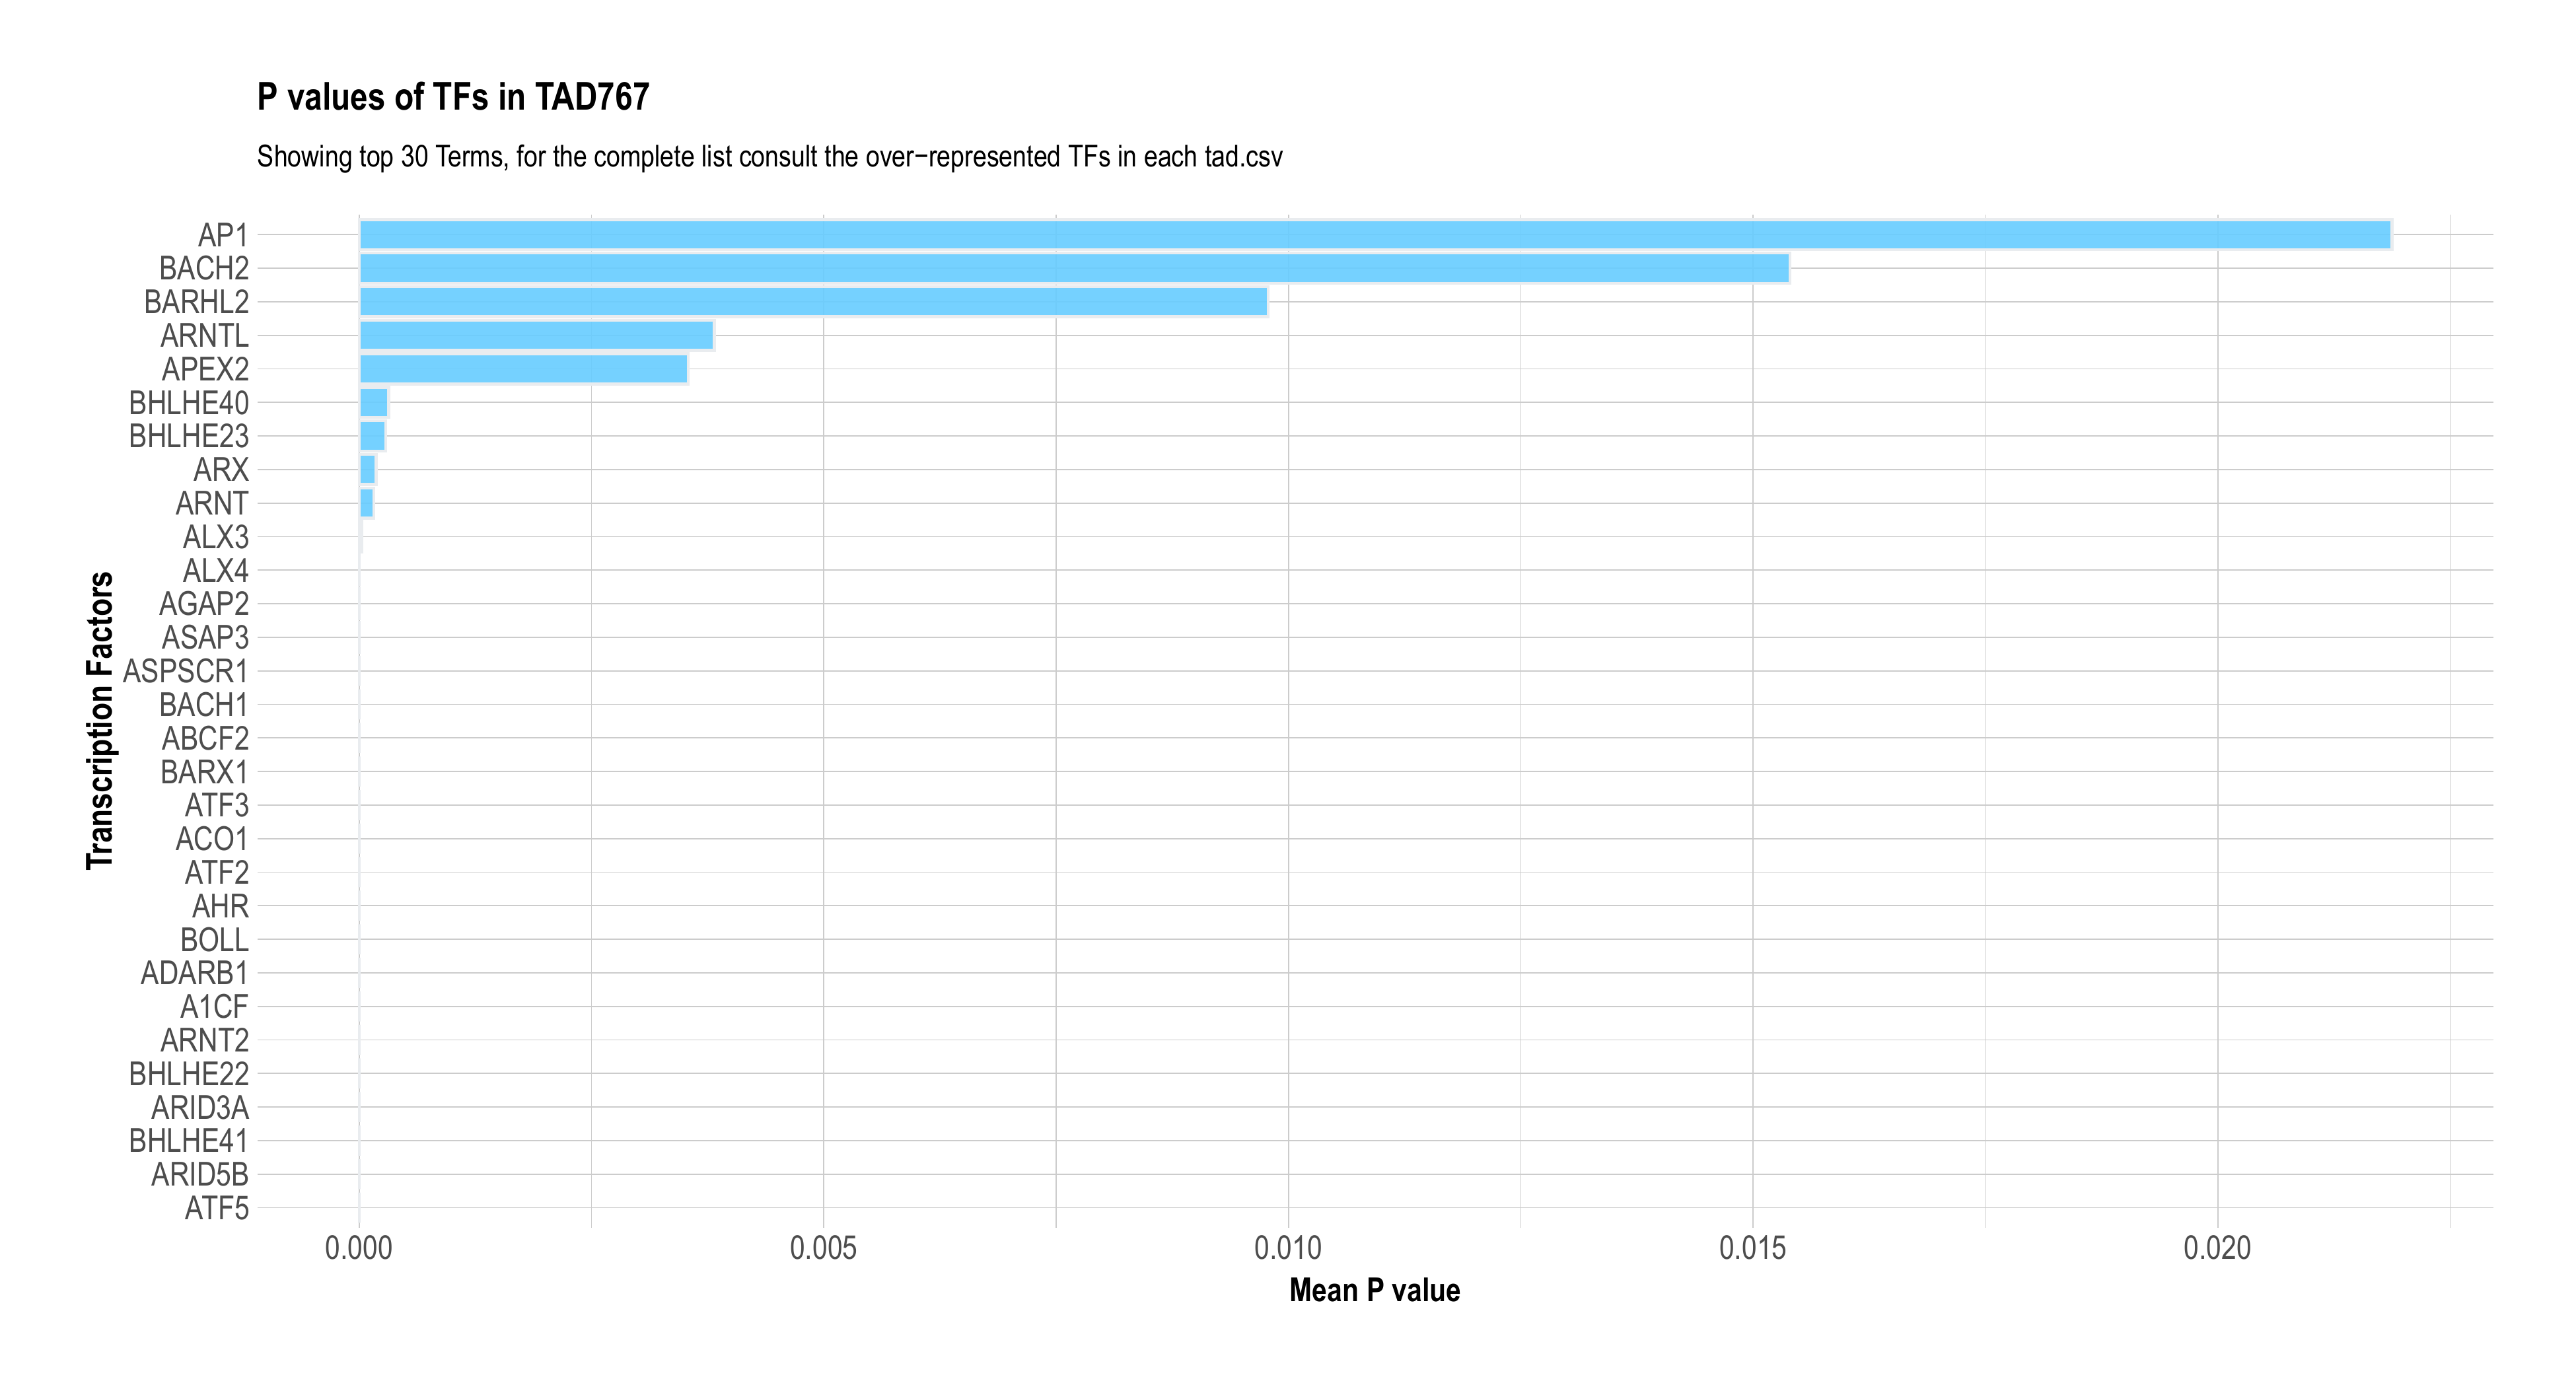 P values of TFs in TAD767
Showing top 30 Terms, for the complete list consult the over−represented TFs in each tad.csv
Transcription Factors
AP1
BACH2
BARHL2
ARNTL
APEX2
BHLHE40
BHLHE23
ARX
ARNT
ALX3
ALX4
AGAP2
ASAP3
ASPSCR1
BACH1
ABCF2
BARX1
ATF3
ACO1
ATF2
AHR
BOLL
ADARB1
A1CF
ARNT2
BHLHE22
ARID3A
BHLHE41
ARID5B
ATF5
0.000 0.005 0.010 0.015 0.020
Mean P value